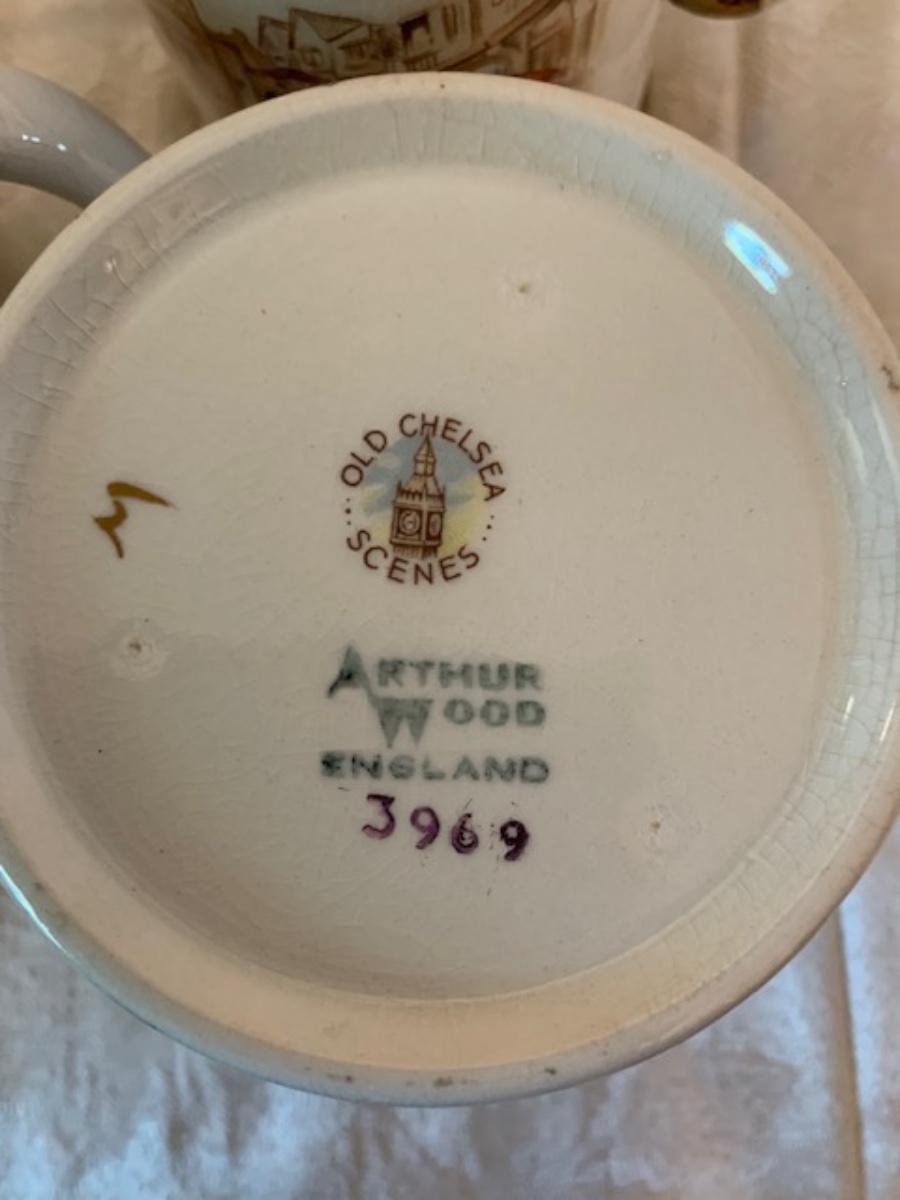 OLD CHELSEA
SCENES
ARTHUR
WOOD
ENGLAND
3969